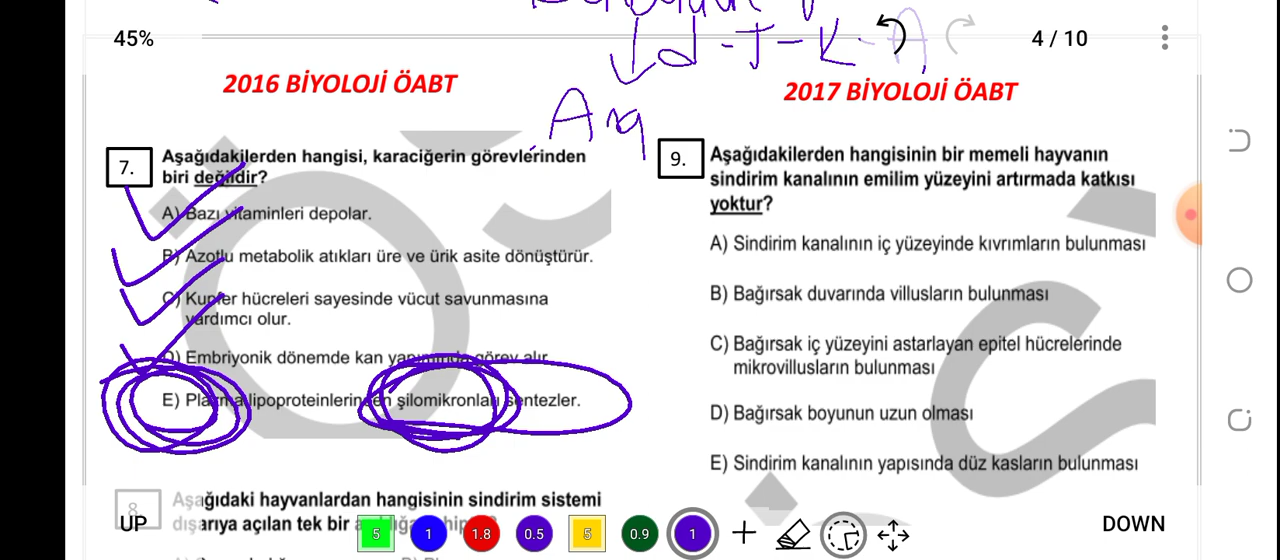 45%
4 / 10
2016 BİYOLOJİ ÖABT
7.
Aşağıdakilerden hangisi, karaciğerin görevlerinden
biri değildir?
A) Bazı vitaminleri depolar.
B) Azotlu metabolik atıkları üre ve ürik asite dönüştürür.
C) Kupffer hücreleri sayesinde vücut savunmasına
yardımcı olur.
D) Embriyonik dönemde kan yapımında görev alır.
E) Plazma lipoproteinlerinden şilomikronları sentezler.
8.
Aşağıdaki hayvanlardan hangisinin sindirim sistemi
dışarıya açılan tek bir
2017 BİYOLOJİ ÖABT
9.
Aşağıdakilerden hangisinin bir memeli hayvanın
sindirim kanalının emilim yüzeyini artırmada katkısı
yoktur?
A) Sindirim kanalının iç yüzeyinde kıvrımların bulunması
B) Bağırsak duvarında villusların bulunması
C) Bağırsak iç yüzeyini astarlayan epitel hücrelerinde
mikrovillusların bulunması
D) Bağırsak boyunun uzun olması
E) Sindirim kanalının yapısında düz kasların bulunması
UP
5
1
1.8
0.5
5
0.9
1
DOWN